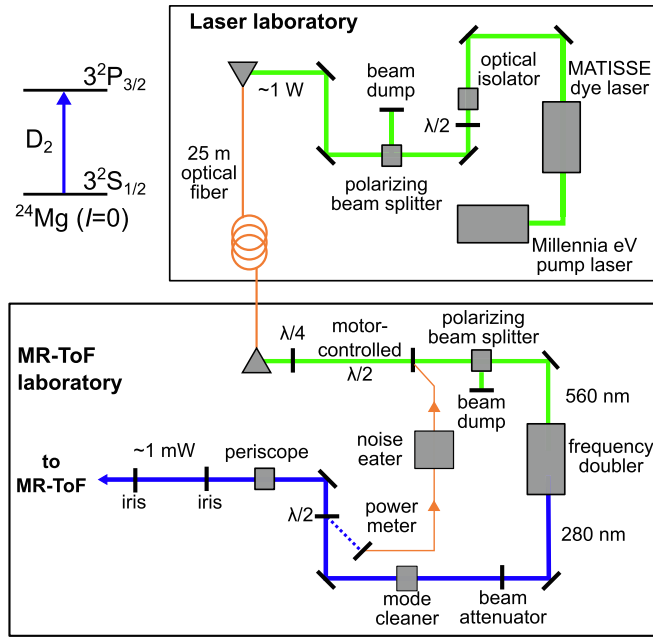 Laser laboratory
3²P₃/₂
D₂
3²S₁/₂
²⁴Mg (I=0)
~1 W
beam
dump
optical
isolator
λ/2
MATISSE
dye laser
25 m
optical
fiber
polarizing
beam splitter
Millennia eV
pump laser
MR-ToF
laboratory
λ/4
motor-
controlled
λ/2
polarizing
beam splitter
beam
dump
560 nm
noise
eater
frequency
doubler
to
MR-ToF
~1 mW
periscope
iris
iris
λ/2
power
meter
280 nm
mode
cleaner
beam
attenuator